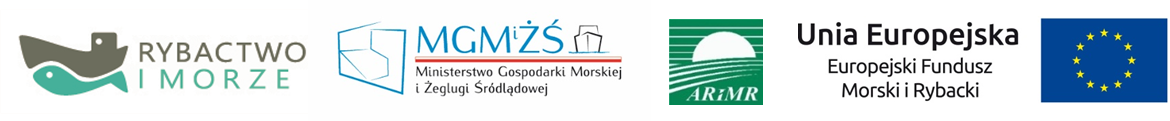 RYBACTWO
I MORZE
MGMiŻŚ
Ministerstwo Gospodarki Morskiej
i Żeglugi Śródlądowej
ARiMR
Unia Europejska
Europejski Fundusz
Morski i Rybacki